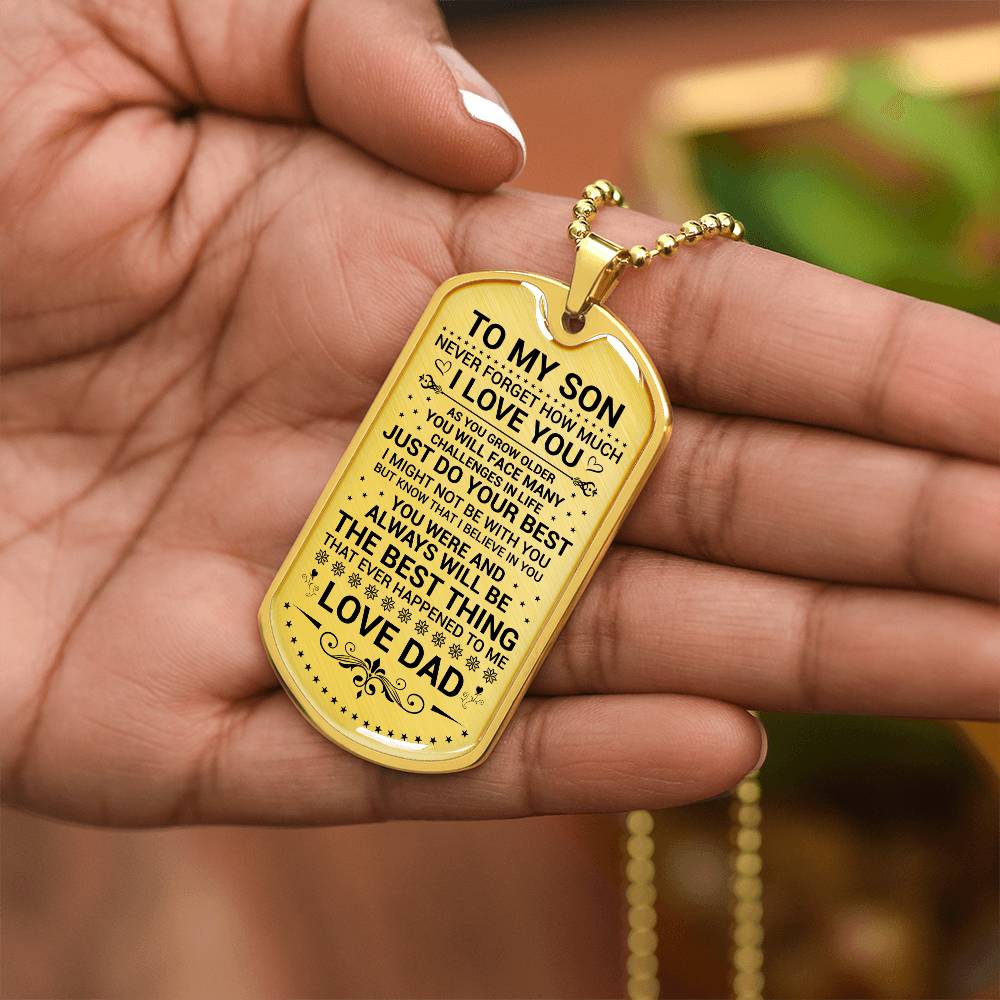 TO MY SON
NEVER FORGET HOW MUCH
I LOVE YOU
AS YOU GROW OLDER
YOU WILL FACE MANY
CHALLENGES IN LIFE
JUST DO YOUR BEST
I MIGHT NOT BE WITH YOU
BUT KNOW THAT I BELIEVE IN YOU
YOU WERE AND
ALWAYS WILL BE
THE BEST THING
THAT EVER HAPPENED TO ME
LOVE DAD